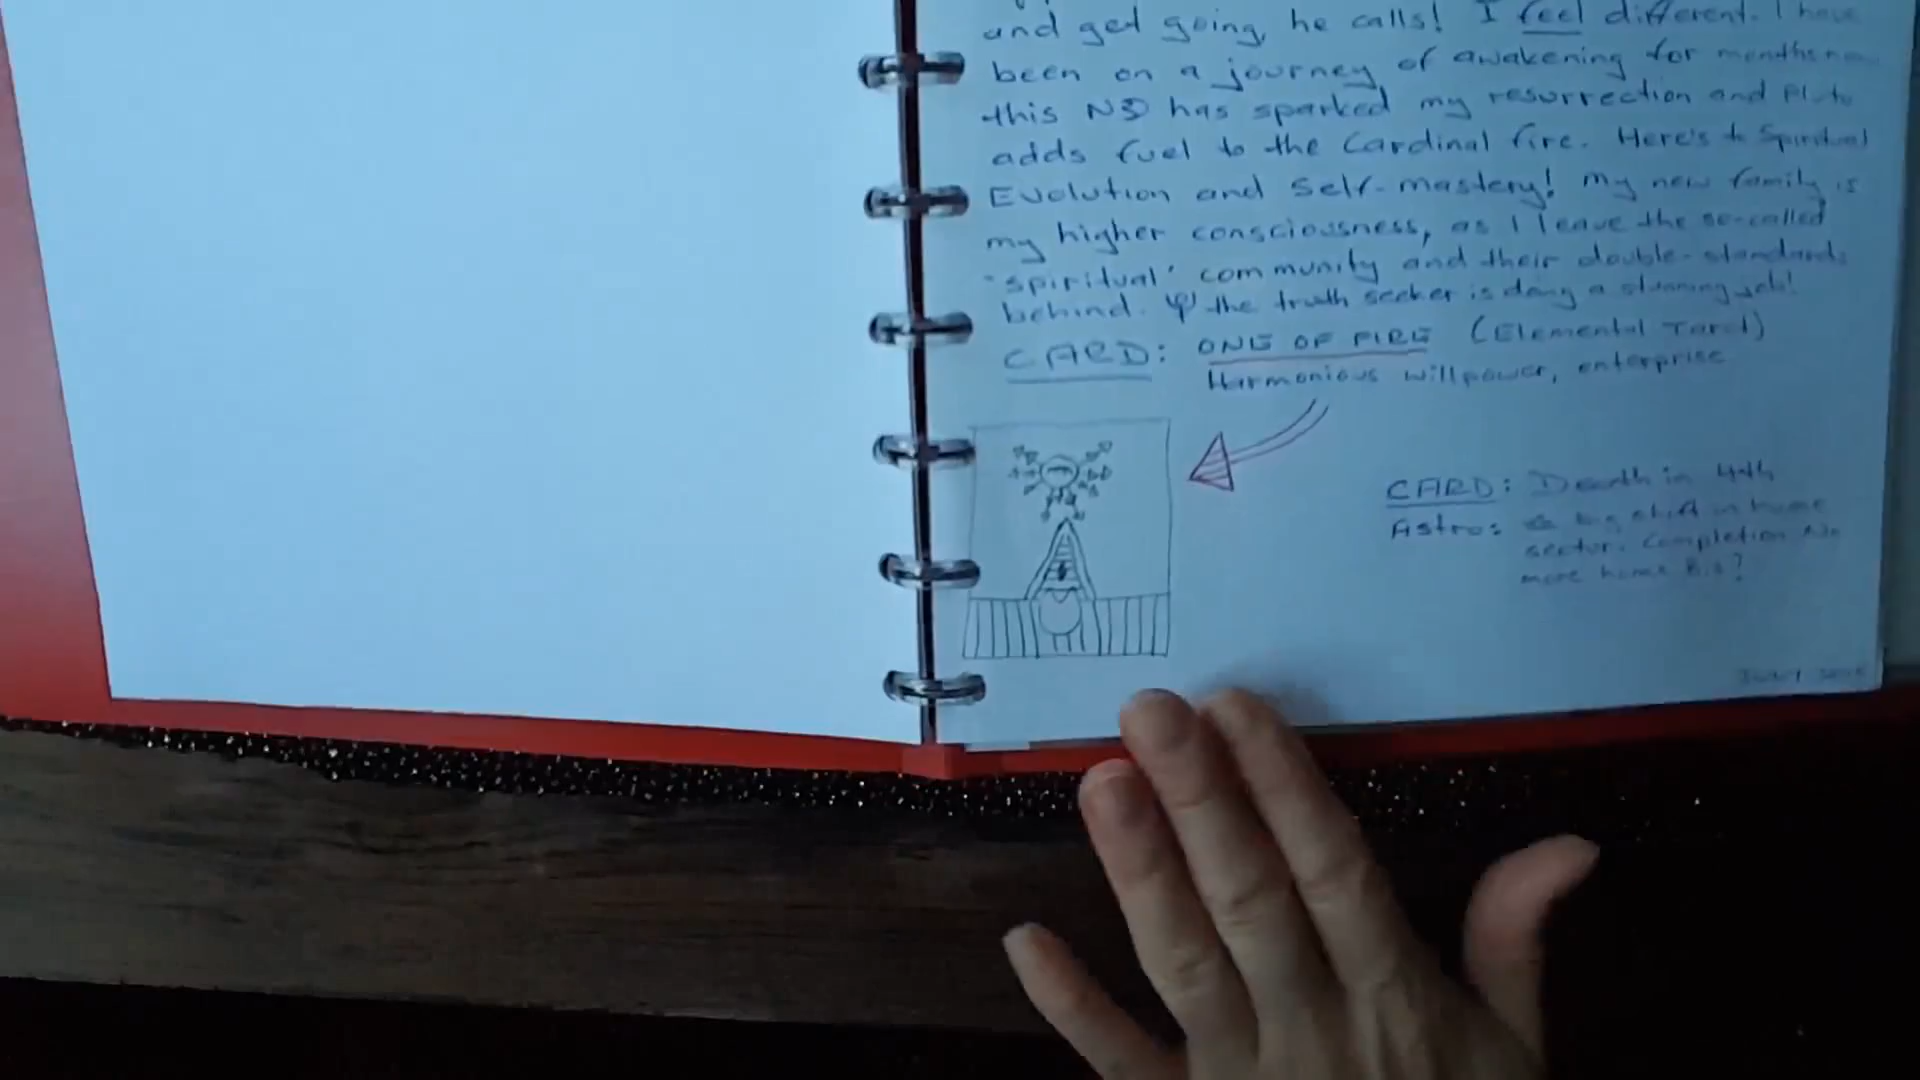 and get going, he calls! I feel different. I have
been on a journey of awakening for months now
this ND has sparked my resurrection and Pluto
adds fuel to the Cardinal fire. Here's to Spiritual
Evolution and Self-mastery! My new family is
my higher consciousness, as I leave the so-called
'spiritual' community and their double-standards
behind. the truth seeker is doing a stunning job!
CARD: ONE OF FIRE (Elemental Tarot)
Harmonious willpower, enterprise
CARD: Death in 4th
Astro: big shift in home
sector. Completion. No
more home